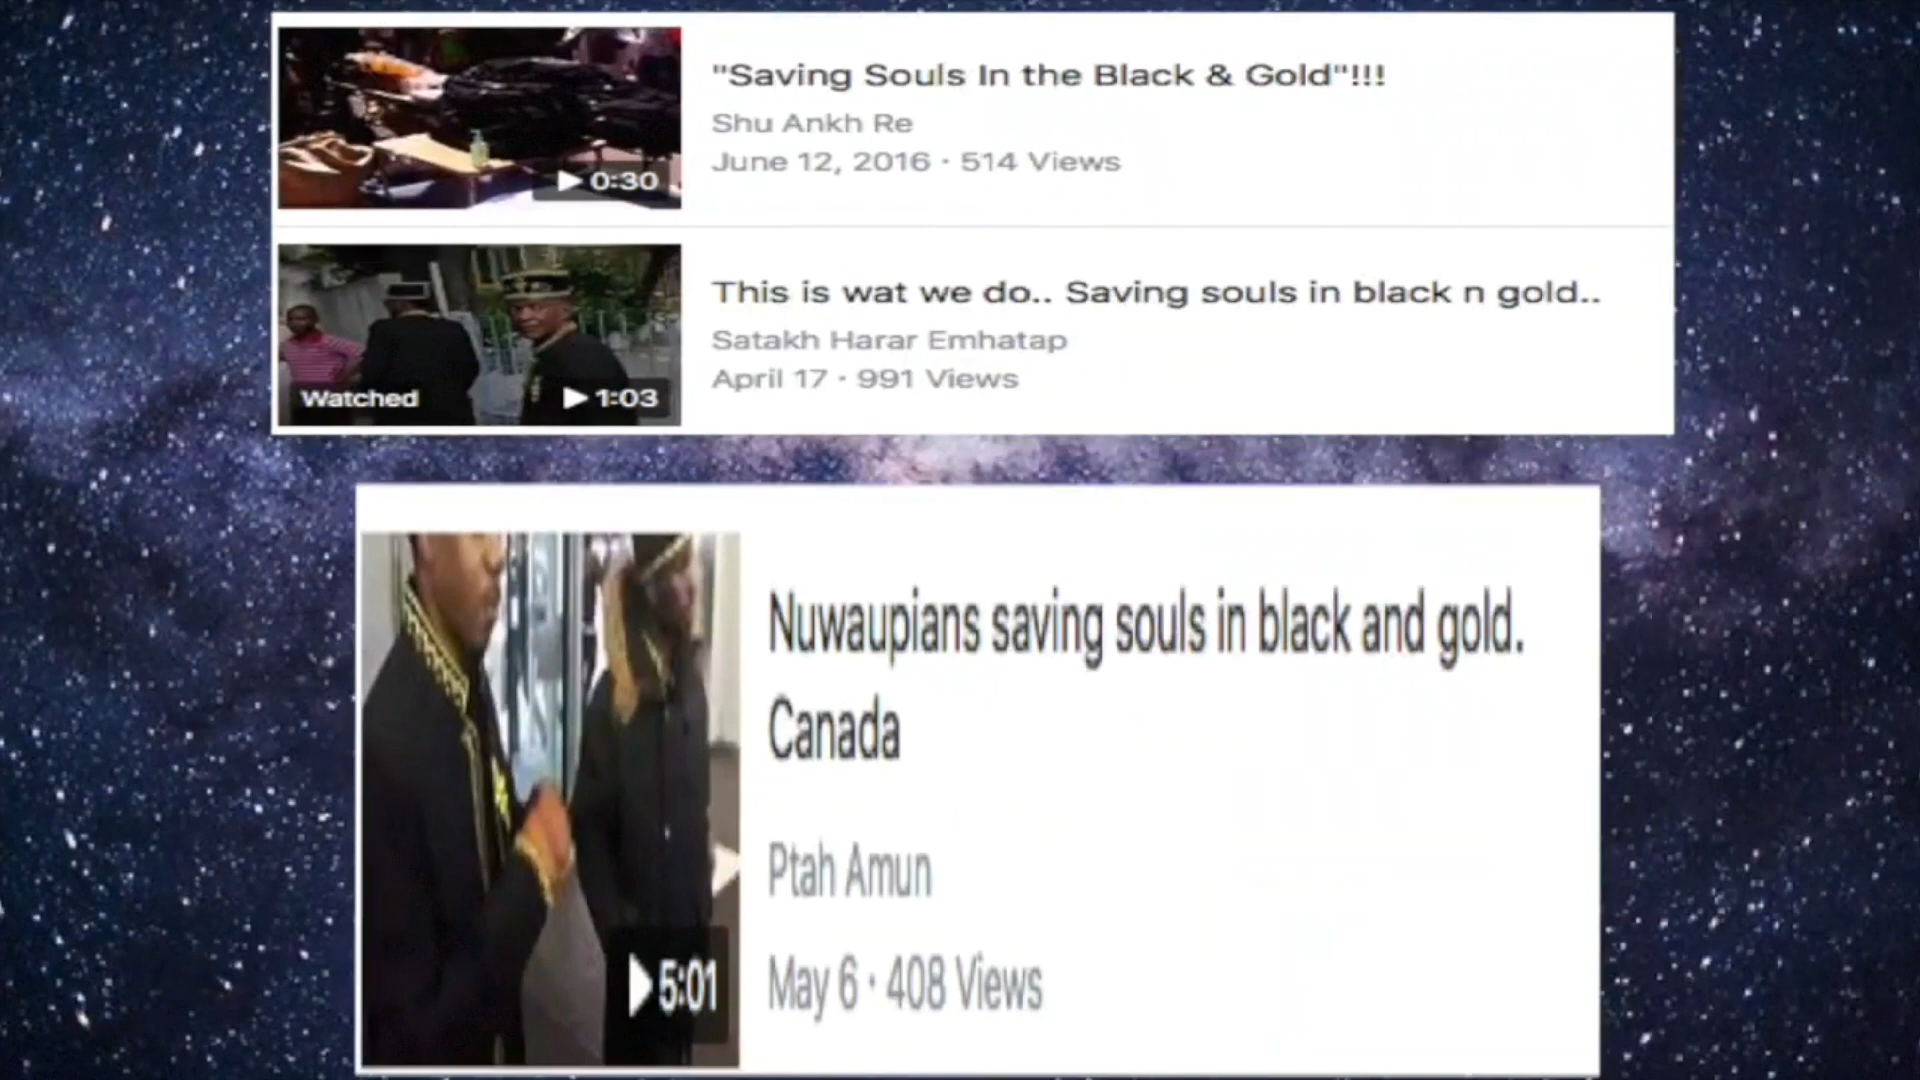 "Saving Souls In the Black & Gold"!!!
Shu Ankh Re
June 12, 2016 · 514 Views
0:30
This is wat we do.. Saving souls in black n gold..
Satakh Harar Emhatap
April 17 · 991 Views
Watched
1:03
Nuwaupians saving souls in black and gold.
Canada
Ptah Amun
May 6 · 408 Views
5:01